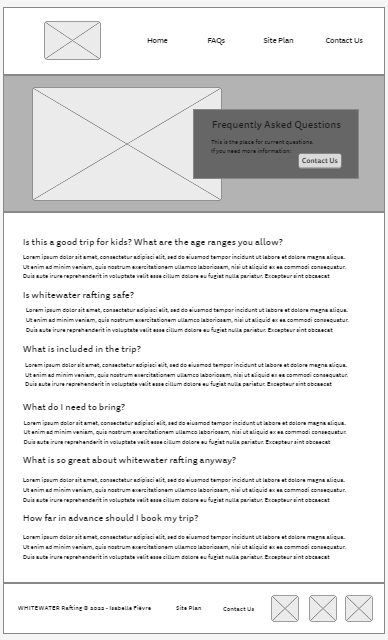 Home FAQs Site Plan Contact Us
Frequently Asked Questions
This is the place for current questions.
If you need more information:
Contact Us
Is this a good trip for kids? What are the age ranges you allow?
Lorem ipsum dolor sit amet, consectetur adipisci elit, sed do eiusmod tempor incidunt ut labore et dolore magna aliqua.
Ut enim ad minim veniam, quis nostrum exercitationem ullamco laboriosam, nisi ut aliquid ex ea commodi consequatur.
Duis aute irure reprehenderit in voluptate velit esse cillum dolore eu fugiat nulla pariatur. Excepteur sint obcaecat
Is whitewater rafting safe?
Lorem ipsum dolor sit amet, consectetur adipisci elit, sed do eiusmod tempor incidunt ut labore et dolore magna aliqua.
Ut enim ad minim veniam, quis nostrum exercitationem ullamco laboriosam, nisi ut aliquid ex ea commodi consequatur.
Duis aute irure reprehenderit in voluptate velit esse cillum dolore eu fugiat nulla pariatur. Excepteur sint obcaecat
What is included in the trip?
Lorem ipsum dolor sit amet, consectetur adipisci elit, sed do eiusmod tempor incidunt ut labore et dolore magna aliqua.
Ut enim ad minim veniam, quis nostrum exercitationem ullamco laboriosam, nisi ut aliquid ex ea commodi consequatur.
Duis aute irure reprehenderit in voluptate velit esse cillum dolore eu fugiat nulla pariatur. Excepteur sint obcaecat
What do I need to bring?
Lorem ipsum dolor sit amet, consectetur adipisci elit, sed do eiusmod tempor incidunt ut labore et dolore magna aliqua.
Ut enim ad minim veniam, quis nostrum exercitationem ullamco laboriosam, nisi ut aliquid ex ea commodi consequatur.
Duis aute irure reprehenderit in voluptate velit esse cillum dolore eu fugiat nulla pariatur. Excepteur sint obcaecat
What is so great about whitewater rafting anyway?
Lorem ipsum dolor sit amet, consectetur adipisci elit, sed do eiusmod tempor incidunt ut labore et dolore magna aliqua.
Ut enim ad minim veniam, quis nostrum exercitationem ullamco laboriosam, nisi ut aliquid ex ea commodi consequatur.
Duis aute irure reprehenderit in voluptate velit esse cillum dolore eu fugiat nulla pariatur. Excepteur sint obcaecat
How far in advance should I book my trip?
Lorem ipsum dolor sit amet, consectetur adipisci elit, sed do eiusmod tempor incidunt ut labore et dolore magna aliqua.
Ut enim ad minim veniam, quis nostrum exercitationem ullamco laboriosam, nisi ut aliquid ex ea commodi consequatur.
Duis aute irure reprehenderit in voluptate velit esse cillum dolore eu fugiat nulla pariatur. Excepteur sint obcaecat
WHITEWATER Rafting © 2022 - Isabella Fièvre Site Plan Contact Us